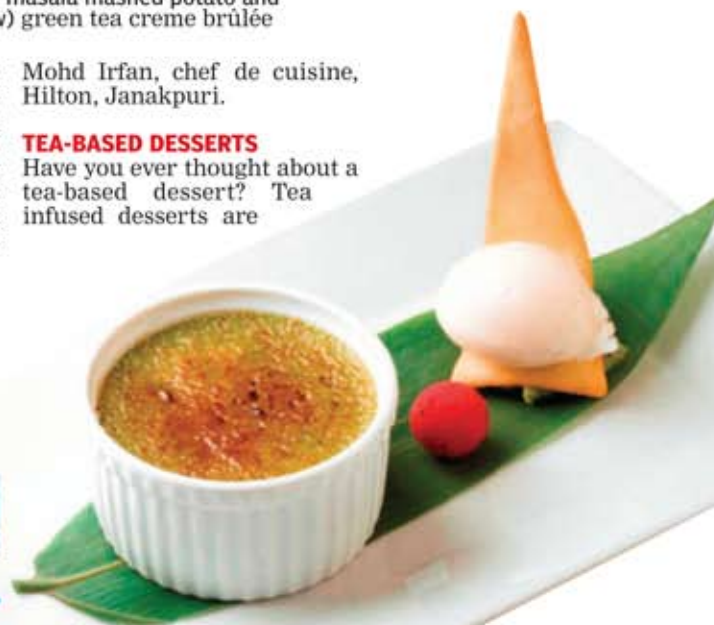 masala mashed potato and
) green tea creme brûlée
Mohd Irfan, chef de cuisine,
Hilton, Janakpuri.
TEA-BASED DESSERTS
Have you ever thought about a
tea-based dessert? Tea
infused desserts are